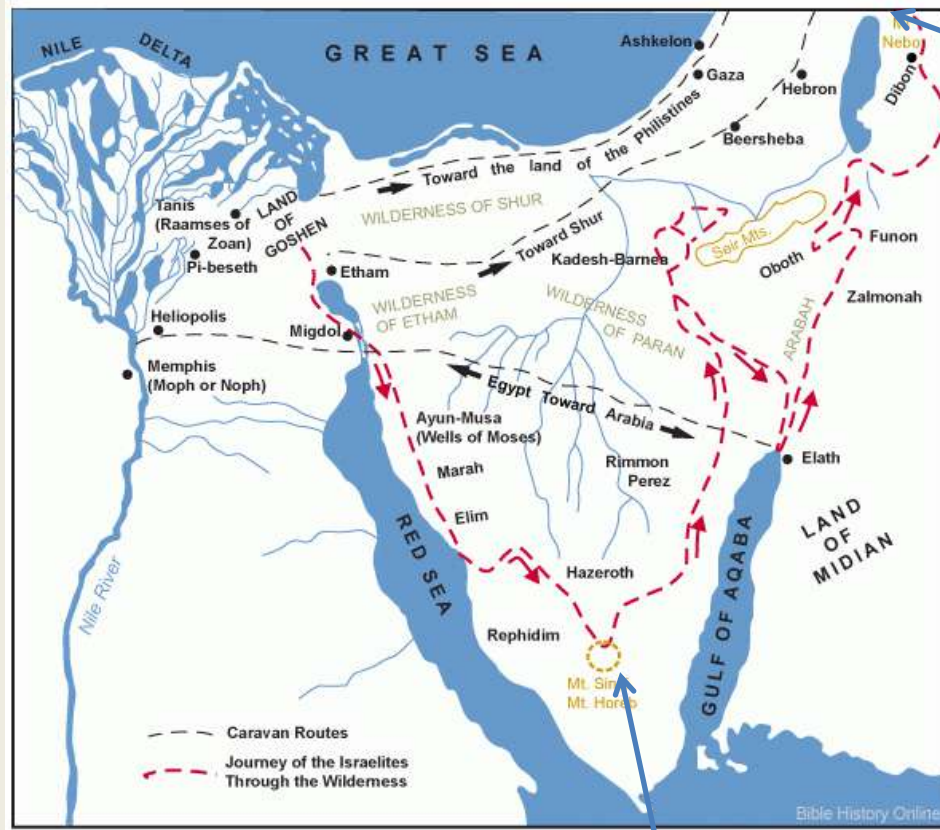 NILE DELTA
GREAT SEA
Ashkelon
Gaza
Hebron
Beersheba
Nebo
Dibon
Toward the land of the Philistines
WILDERNESS OF SHUR
Toward Shur
Tanis
(Raamses of
Zoan)
Pi-beseth
LAND
OF
GOSHEN
Etham
WILDERNESS
OF ETHAM
Kadesh-Barnea
Seir Mts.
Oboth
Funon
Zalmonah
ARABAH
WILDERNESS
OF PARAN
Heliopolis
Migdol
Memphis
(Moph or Noph)
Egypt Toward Arabia
Ayun-Musa
(Wells of Moses)
Marah
Elim
Rimmon
Perez
Elath
LAND
OF
MIDIAN
RED SEA
GULF OF AQABA
Nile River
Hazeroth
Rephidim
Mt. Sin
Mt. Horeb
Caravan Routes
Journey of the Israelites
Through the Wilderness
Bible History Online